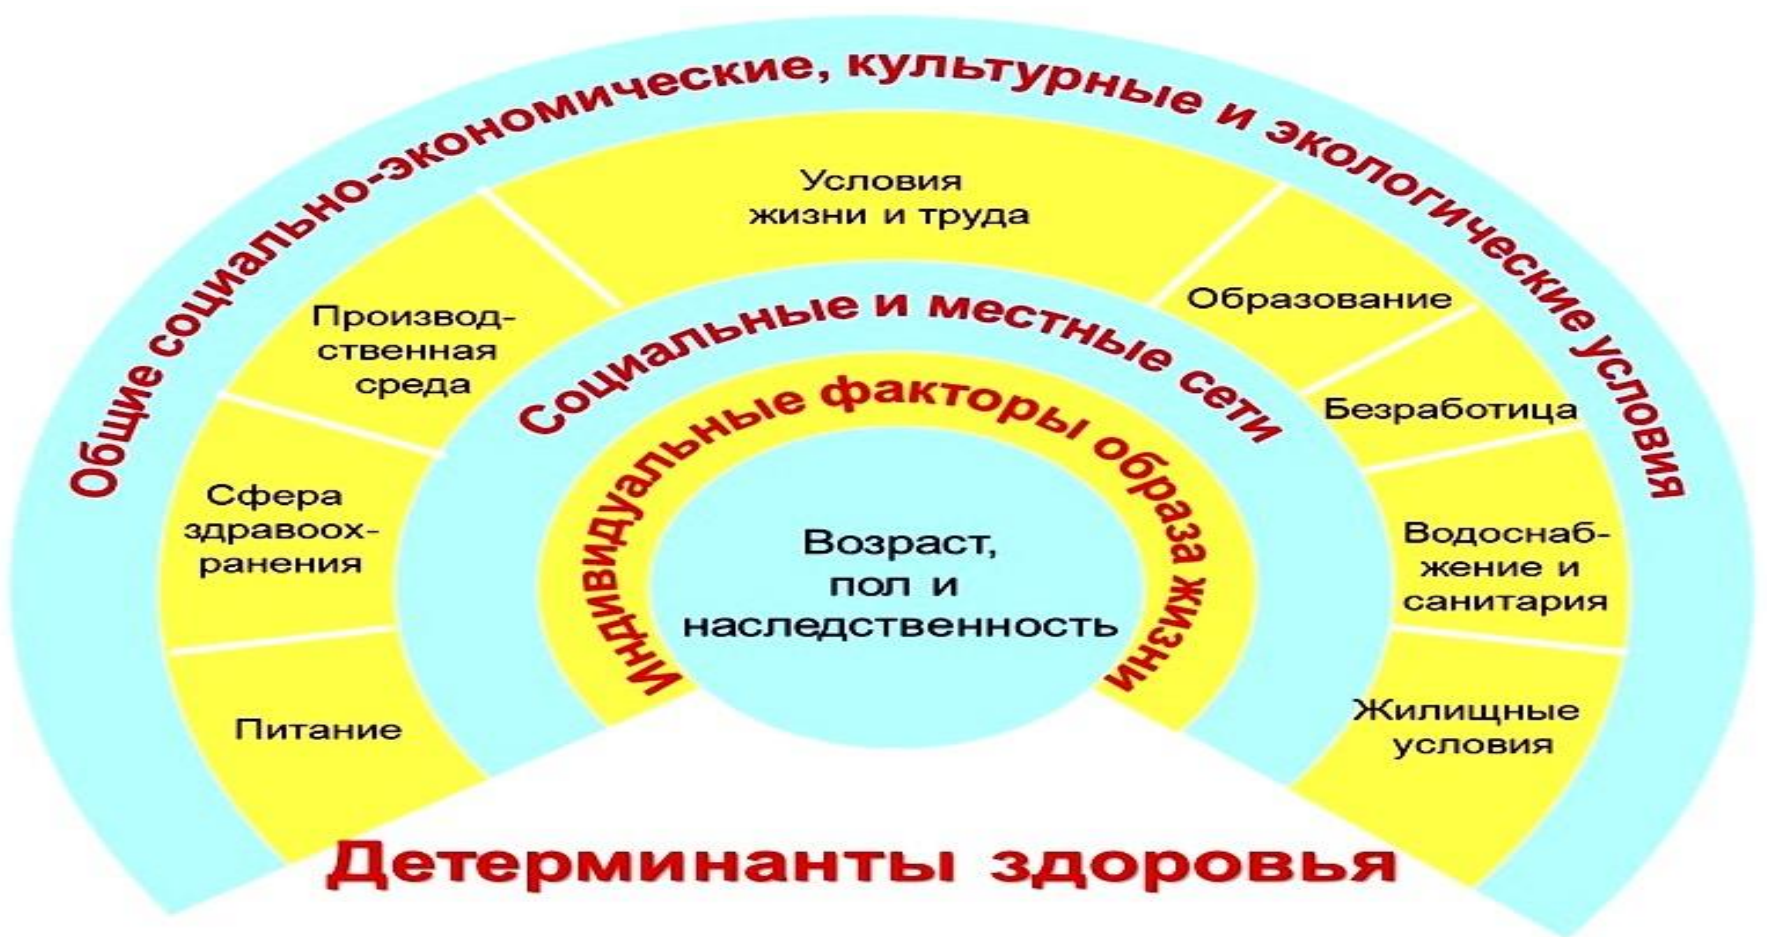 Общие социально-экономические, культурные и экологические условия
Условия
жизни и труда
Производ-
ственная
среда
Образование
Безработица
Сфера
здравоох-
ранения
Водоснаб-
жение и
санитария
Питание
Жилищные
условия
Социальные и местные сети
Индивидуальные факторы образа жизни
Возраст,
пол и
наследственность
Детерминанты здоровья